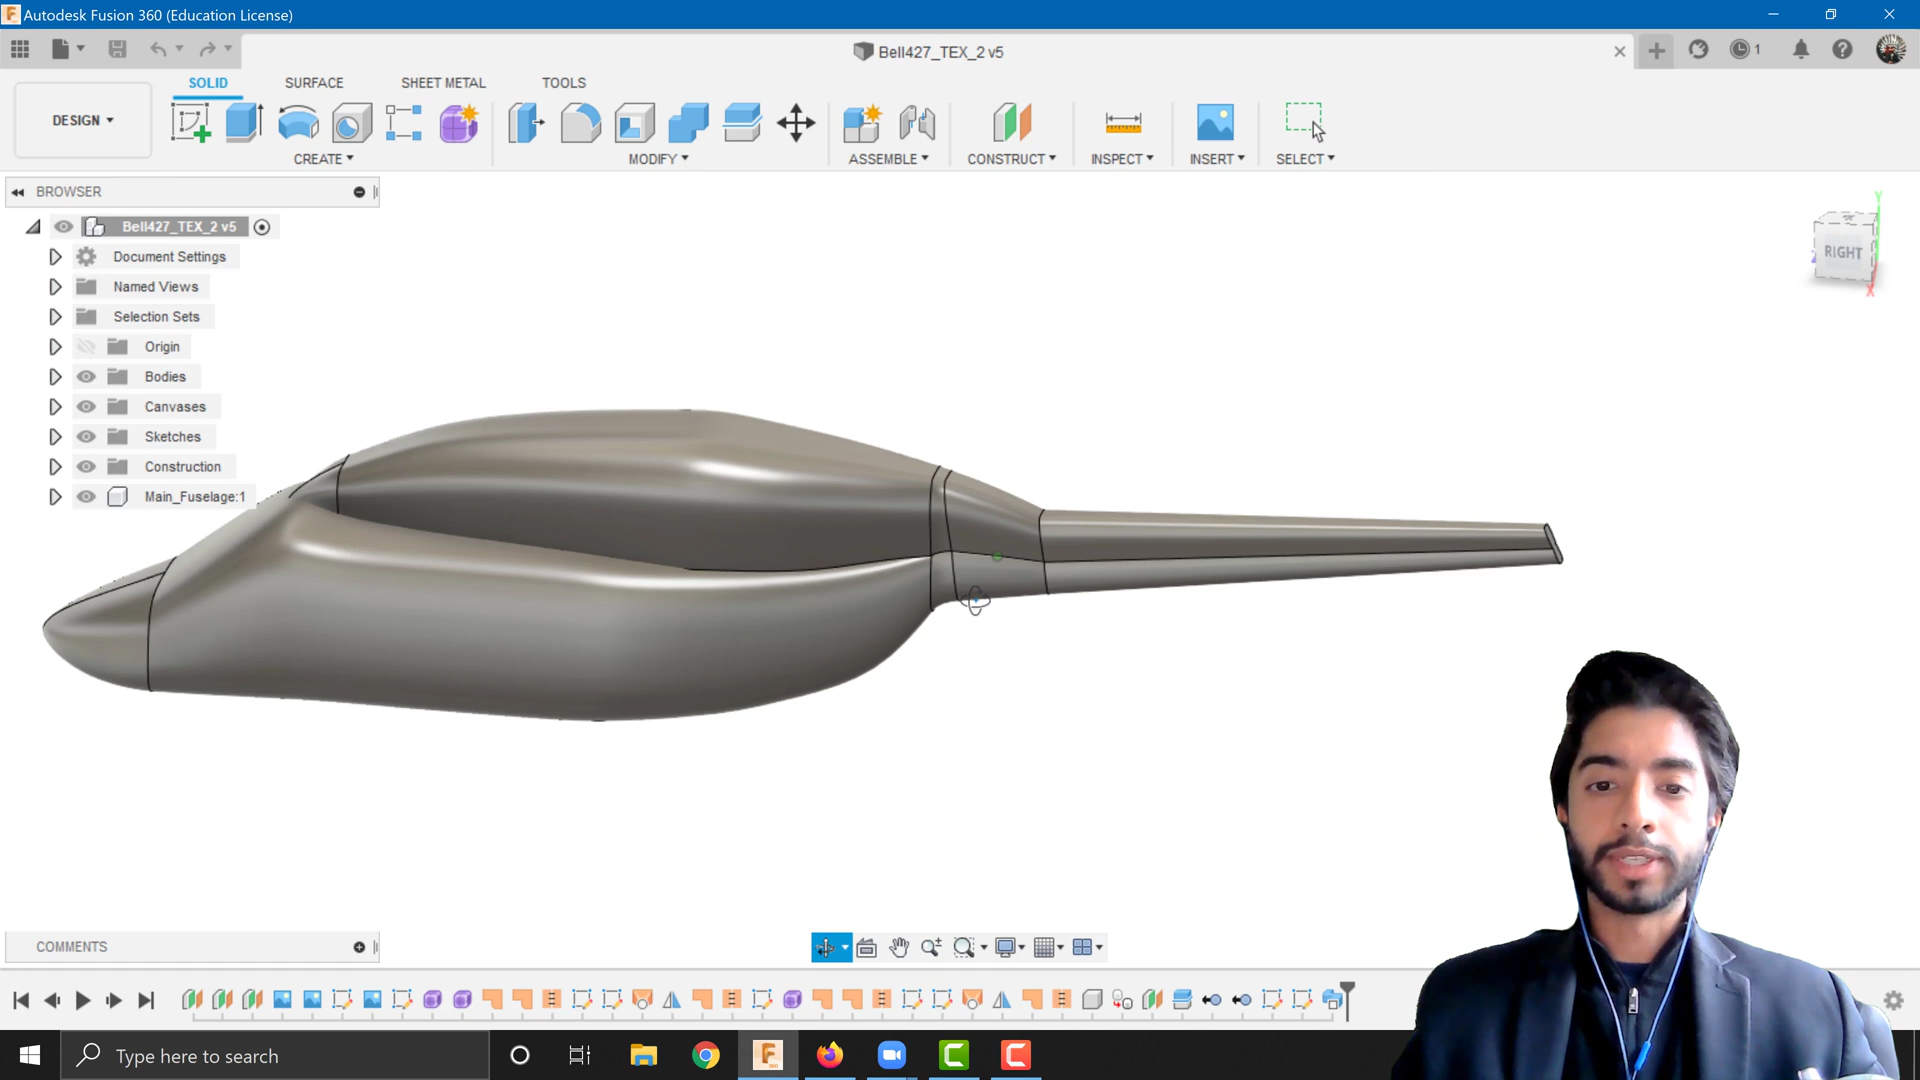 Autodesk Fusion 360 (Education License)
Bell427_TEX_2 v5
1
DESIGN
SOLID
SURFACE
SHEET METAL
TOOLS
CREATE
MODIFY
ASSEMBLE
CONSTRUCT
INSPECT
INSERT
SELECT
BROWSER
Bell427_TEX_2 v5
Document Settings
Named Views
Selection Sets
Origin
Bodies
Canvases
Sketches
Construction
Main_Fuselage:1
Y
RIGHT
Z
X
COMMENTS
Type here to search